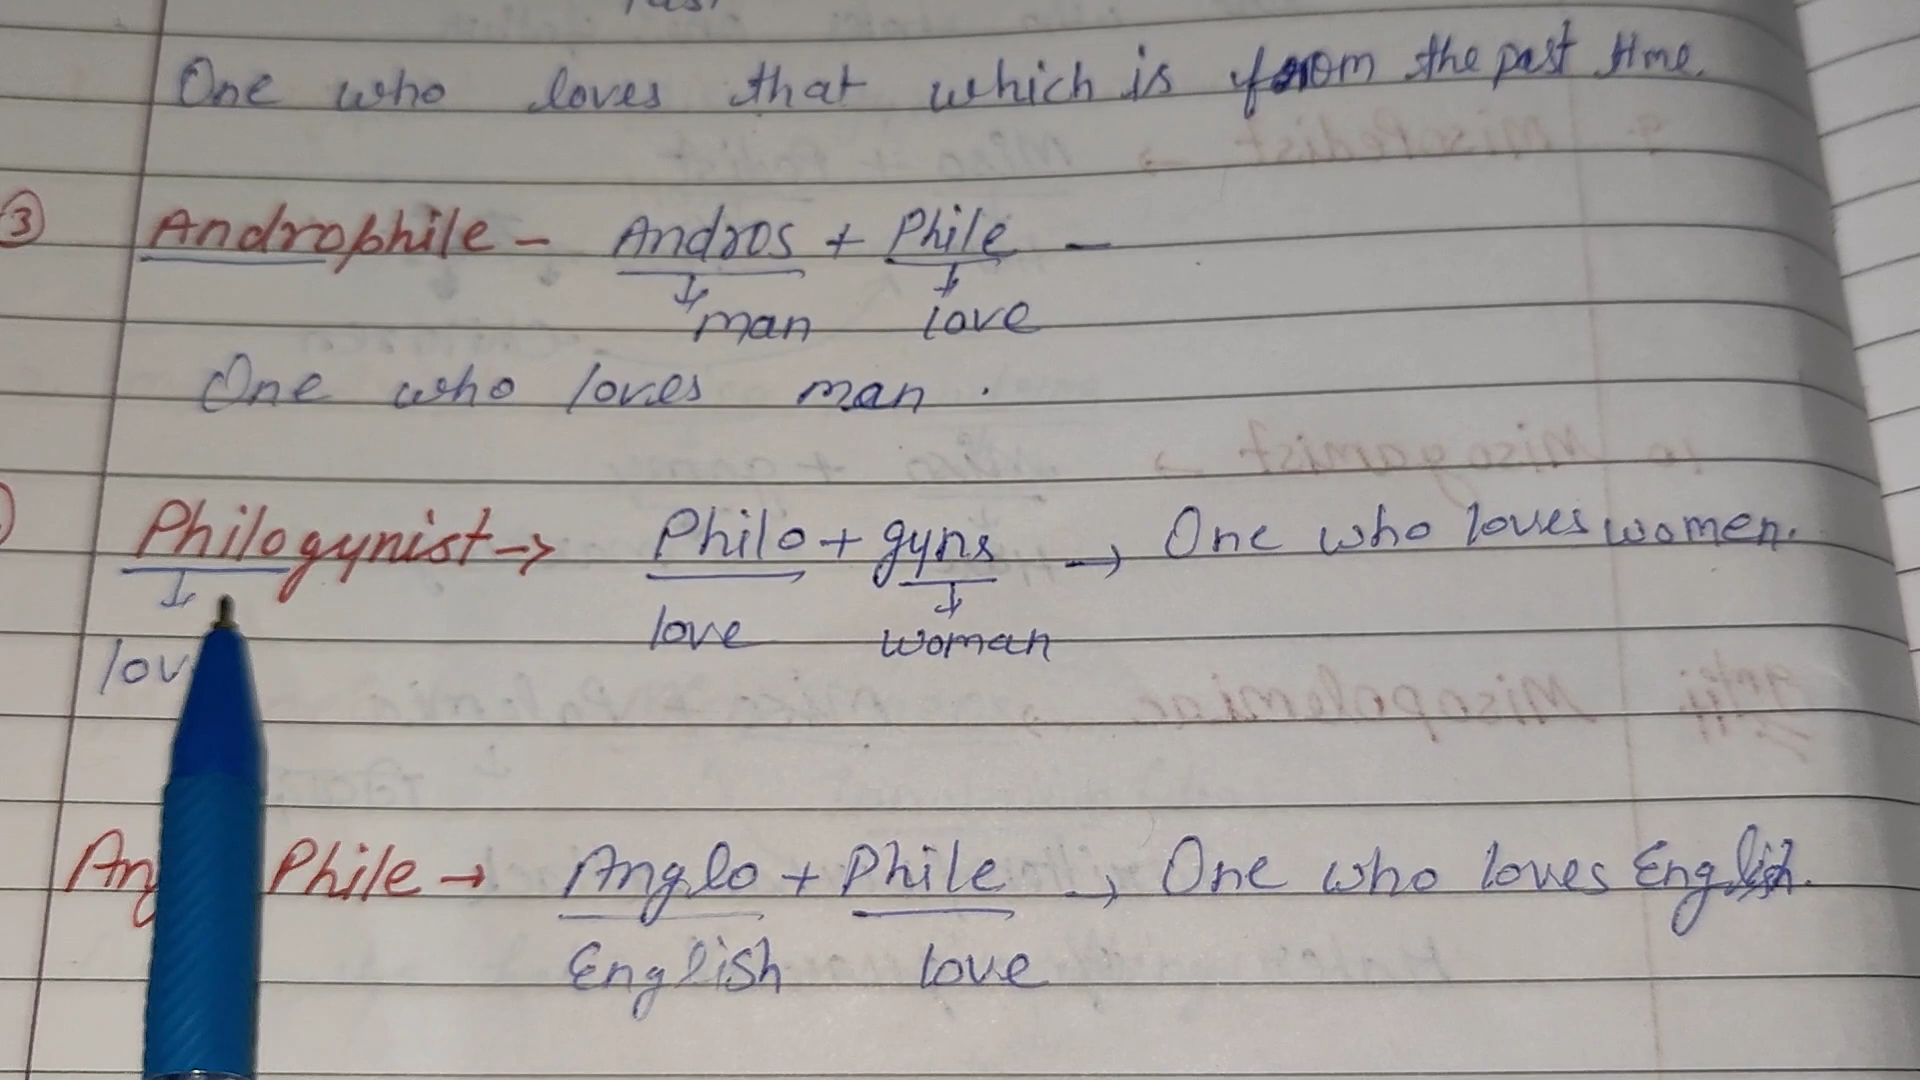 One who loves that which is from the past time.
③ Androphile - Andros + Phile -
man love
One who loves man.
Philogynist -> Philo + gyns -> One who loves women.
love woman
lov
An Phile → Anglo + Phile -> One who loves English.
English love